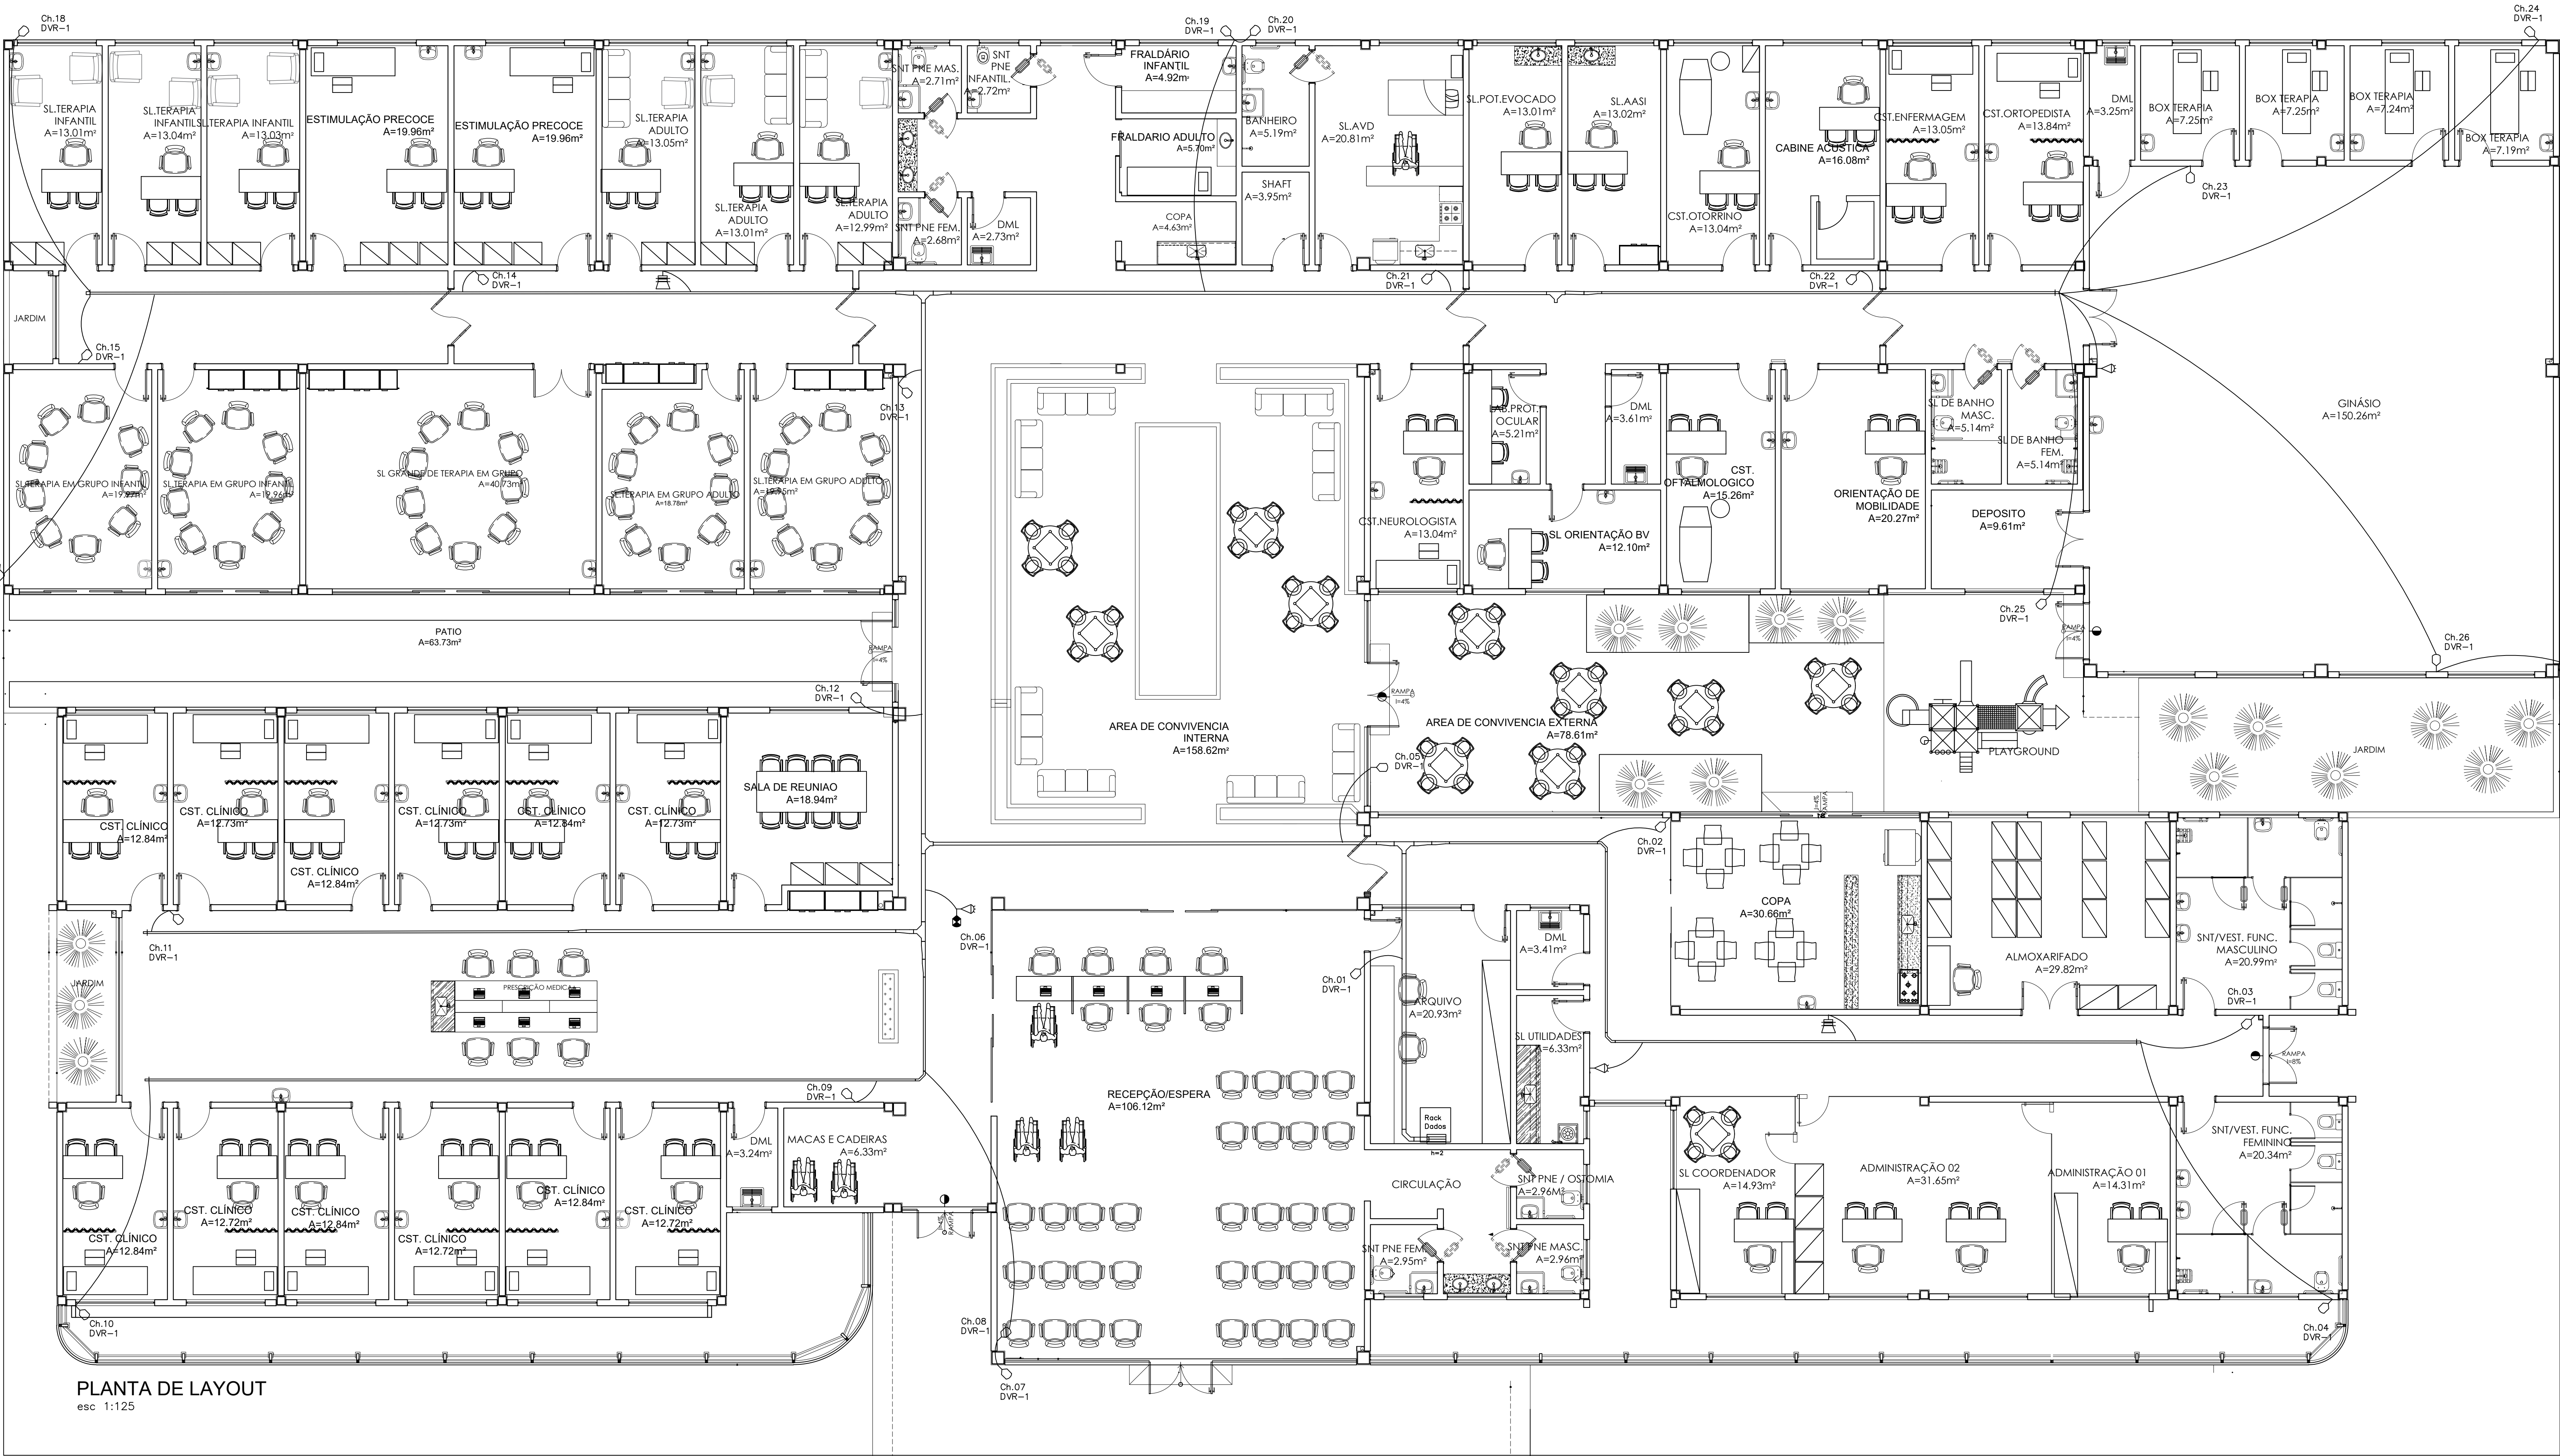 Ch.18
DVR-1
Ch.19
DVR-1
Ch.20
DVR-1
Ch.24
DVR-1
SL.TERAPIA
INFANTIL
A=13.01m²
SL.TERAPIA
INFANTIL
A=13.04m²
SL.TERAPIA INFANTIL
A=13.03m²
ESTIMULAÇÃO PRECOCE
A=19.96m²
ESTIMULAÇÃO PRECOCE
A=19.96m²
SL.TERAPIA
ADULTO
A=13.05m²
SL.TERAPIA
ADULTO
A=13.01m²
SL.TERAPIA
ADULTO
A=12.99m²
SNT PNE MAS.
A=2.71m²
SNT
PNE
INFANTIL.
A=2.72m²
SNT PNE FEM.
A=2.68m²
DML
A=2.73m²
FRALDÁRIO
INFANTIL
A=4.92m²
FRALDARIO ADULTO
A=5.70m²
COPA
A=4.63m²
BANHEIRO
A=5.19m²
SHAFT
A=3.95m²
SL.AVD
A=20.81m²
SL.POT.EVOCADO
A=13.01m²
SL.AASI
A=13.02m²
CST.OTORRINO
A=13.04m²
CABINE ACUSTICA
A=16.08m²
CST.ENFERMAGEM
A=13.05m²
CST.ORTOPEDISTA
A=13.84m²
DML
A=3.25m²
BOX TERAPIA
A=7.25m²
BOX TERAPIA
A=7.25m²
BOX TERAPIA
A=7.24m²
BOX TERAPIA
A=7.19m²
Ch.23
DVR-1
Ch.14
DVR-1
Ch.21
DVR-1
Ch.22
DVR-1
JARDIM
Ch.15
DVR-1
Ch.13
DVR-1
SL.TERAPIA EM GRUPO INFANTIL
A=19.97m²
SL.TERAPIA EM GRUPO INFANTIL
A=19.96m²
SL GRANDE DE TERAPIA EM GRUPO
A=40.73m²
SL.TERAPIA EM GRUPO ADULTO
A=18.78m²
SL.TERAPIA EM GRUPO ADULTO
A=19.95m²
CST.NEUROLOGISTA
A=13.04m²
LAB.PROT.
OCULAR
A=5.21m²
DML
A=3.61m²
SL ORIENTAÇÃO BV
A=12.10m²
CST.
OFTALMOLOGICO
A=15.26m²
ORIENTAÇÃO DE
MOBILIDADE
A=20.27m²
SL DE BANHO
MASC.
A=5.14m²
SL DE BANHO
FEM.
A=5.14m²
DEPOSITO
A=9.61m²
GINÁSIO
A=150.26m²
PATIO
A=63.73m²
RAMPA
i=4%
Ch.25
DVR-1
RAMPA
i=4%
Ch.26
DVR-1
Ch.12
DVR-1
RAMPA
i=4%
AREA DE CONVIVENCIA
INTERNA
A=158.62m²
AREA DE CONVIVENCIA EXTERNA
A=78.61m²
Ch.05
DVR-1
PLAYGROUND
JARDIM
i=4%
RAMPA
CST. CLÍNICO
A=12.84m²
CST. CLÍNICO
A=12.73m²
CST. CLÍNICO
A=12.84m²
CST. CLÍNICO
A=12.73m²
CST. CLÍNICO
A=12.84m²
CST. CLÍNICO
A=12.73m²
SALA DE REUNIAO
A=18.94m²
Ch.02
DVR-1
COPA
A=30.66m²
ALMOXARIFADO
A=29.82m²
SNT/VEST. FUNC.
MASCULINO
A=20.99m²
Ch.03
DVR-1
Ch.11
DVR-1
Ch.06
DVR-1
Ch.01
DVR-1
DML
A=3.41m²
ARQUIVO
A=20.93m²
SL UTILIDADES
A=6.33m²
JARDIM
PRESCRIÇÃO MEDICA
RAMPA
i=8%
Ch.09
DVR-1
RECEPÇÃO/ESPERA
A=106.12m²
Rack
Dados
h=2
DML
A=3.24m²
MACAS E CADEIRAS
A=6.33m²
CIRCULAÇÃO
SNT PNE / OSTOMIA
A=2.96M²
SNT PNE FEM.
A=2.95m²
SNT PNE MASC.
A=2.96m²
SL COORDENADOR
A=14.93m²
ADMINISTRAÇÃO 02
A=31.65m²
ADMINISTRAÇÃO 01
A=14.31m²
SNT/VEST. FUNC.
FEMININO
A=20.34m²
CST. CLÍNICO
A=12.84m²
CST. CLÍNICO
A=12.72m²
CST. CLÍNICO
A=12.84m²
CST. CLÍNICO
A=12.72m²
CST. CLÍNICO
A=12.84m²
CST. CLÍNICO
A=12.72m²
i=4%
RAMPA
Ch.10
DVR-1
Ch.08
DVR-1
Ch.04
DVR-1
Ch.07
DVR-1
PLANTA DE LAYOUT
esc 1:125